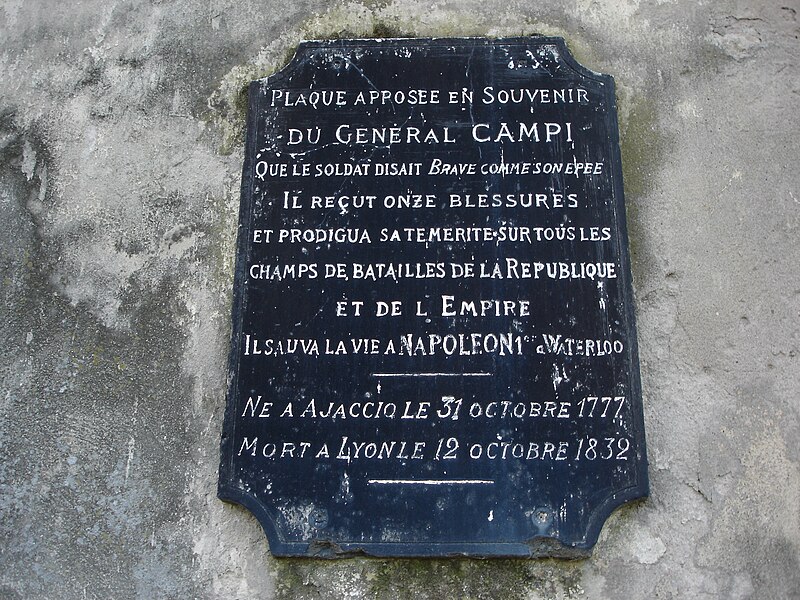 PLAQUE APPOSEE EN SOUVENIR
DU GENERAL CAMPI
QUE LE SOLDAT DISAIT BRAVE COMME SON EPEE
IL REÇUT ONZE BLESSURES
ET PRODIGUA SA TEMERITE SUR TOUS LES
CHAMPS DE BATAILLES DE LA REPUBLIQUE
ET DE L EMPIRE
IL SAUVA LA VIE A NAPOLEON 1er à WATERLOO
NE A AJACCIO LE 31 OCTOBRE 1777
MORT A LYON LE 12 OCTOBRE 1832